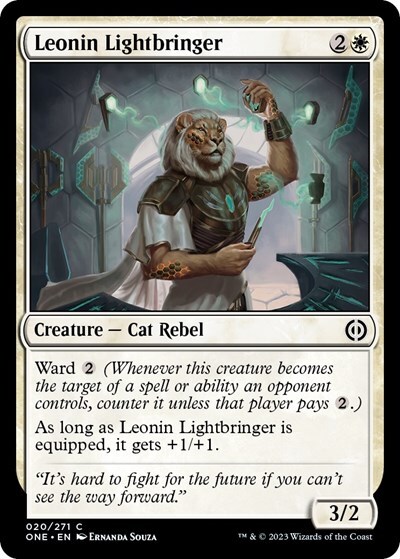 Leonin Lightbringer 2
Creature — Cat Rebel
Ward 2 (Whenever this creature becomes
the target of a spell or ability an opponent
controls, counter it unless that player pays 2.)
As long as Leonin Lightbringer is
equipped, it gets +1/+1.
“It’s hard to fight for the future if you can’t
see the way forward.”
3/2
020/271 C
ONE • EN Ernanda Souza
™ & © 2023 Wizards of the Coast